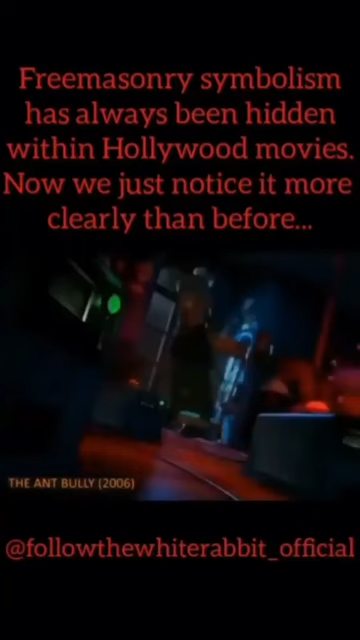 Freemasonry symbolism
has always been hidden
within Hollywood movies.
Now we just notice it more
clearly than before...
THE ANT BULLY (2006)
@followthewhiterabbit_official